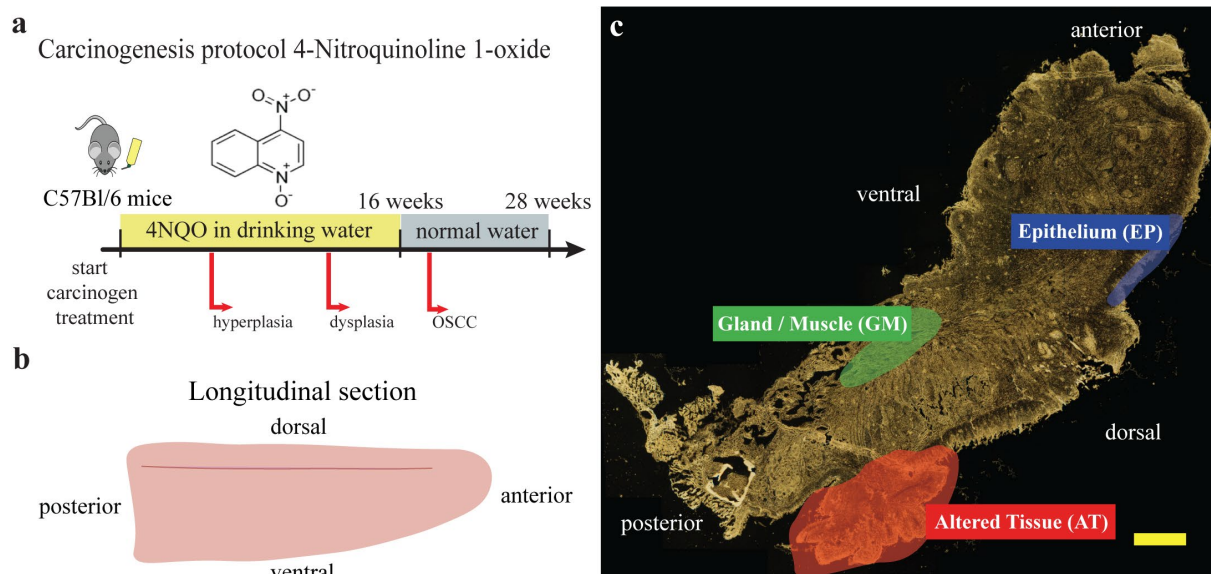 a
Carcinogenesis protocol 4-Nitroquinoline 1-oxide
O
N
+
O
-
N
+
O
-
C57Bl/6 mice
16 weeks
28 weeks
4NQO in drinking water
normal water
start
carcinogen
treatment
hyperplasia
dysplasia
OSCC
b
Longitudinal section
dorsal
posterior
anterior
ventral
c
anterior
ventral
Epithelium (EP)
Gland / Muscle (GM)
dorsal
posterior
Altered Tissue (AT)